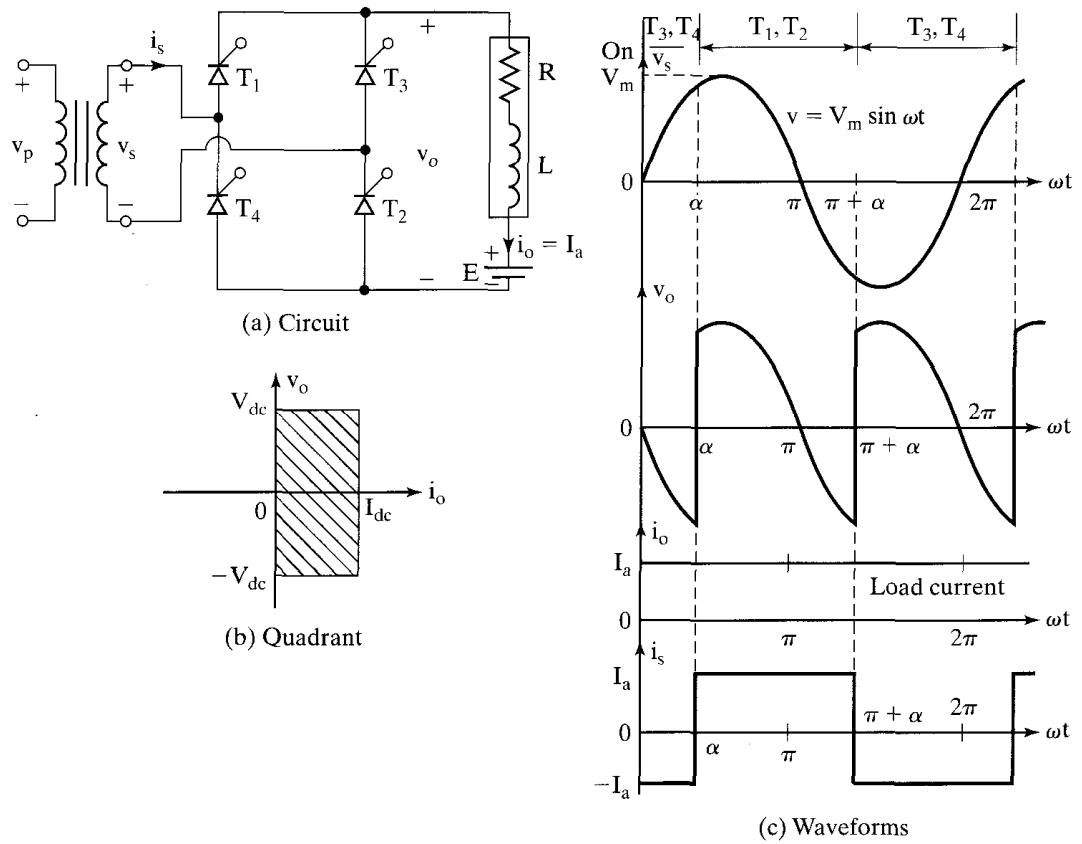 i_s
+
T_1
T_3
R
+
+
v_p
v_s
v_o
L
−
−
T_4
T_2
+
i_o = I_a
E
−
−
(a) Circuit
v_o
V_dc
0
I_dc
i_o
−V_dc
(b) Quadrant
T_3, T_4
T_1, T_2
T_3, T_4
On
v_s
V_m
v = V_m sin ωt
0
α
π
π + α
2π
ωt
v_o
0
α
π
π + α
2π
ωt
i_o
I_a
Load current
0
π
2π
ωt
i_s
I_a
0
α
π
π + α
2π
ωt
−I_a
(c) Waveforms